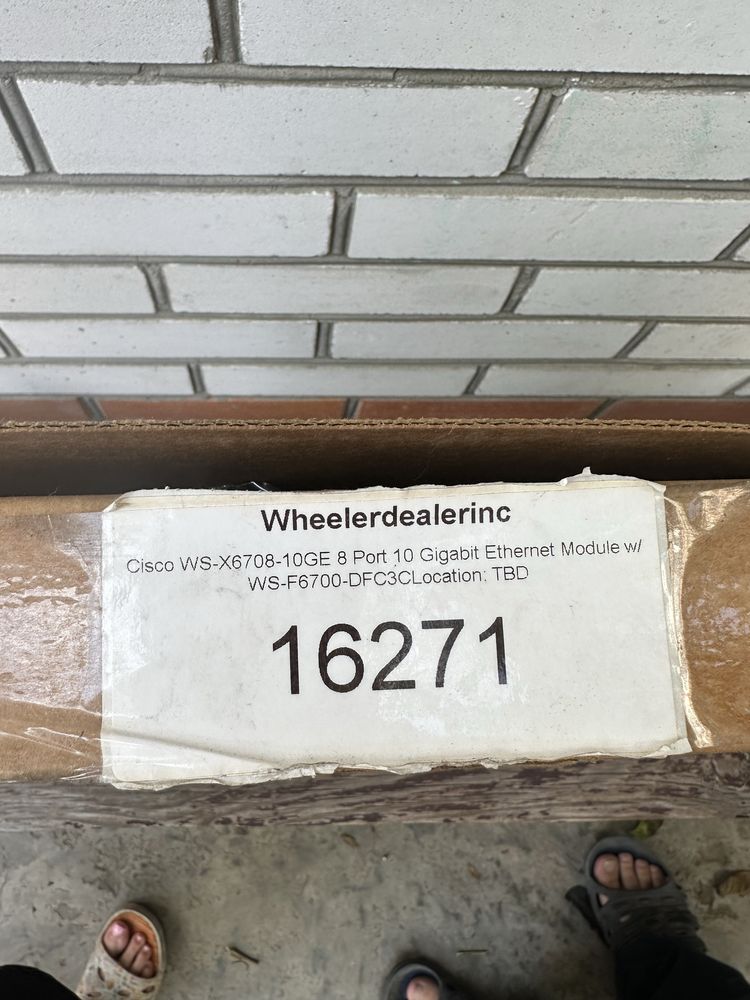 Wheelerdealerinc
Cisco WS-X6708-10GE 8 Port 10 Gigabit Ethernet Module w/
WS-F6700-DFC3CLocation: TBD
16271